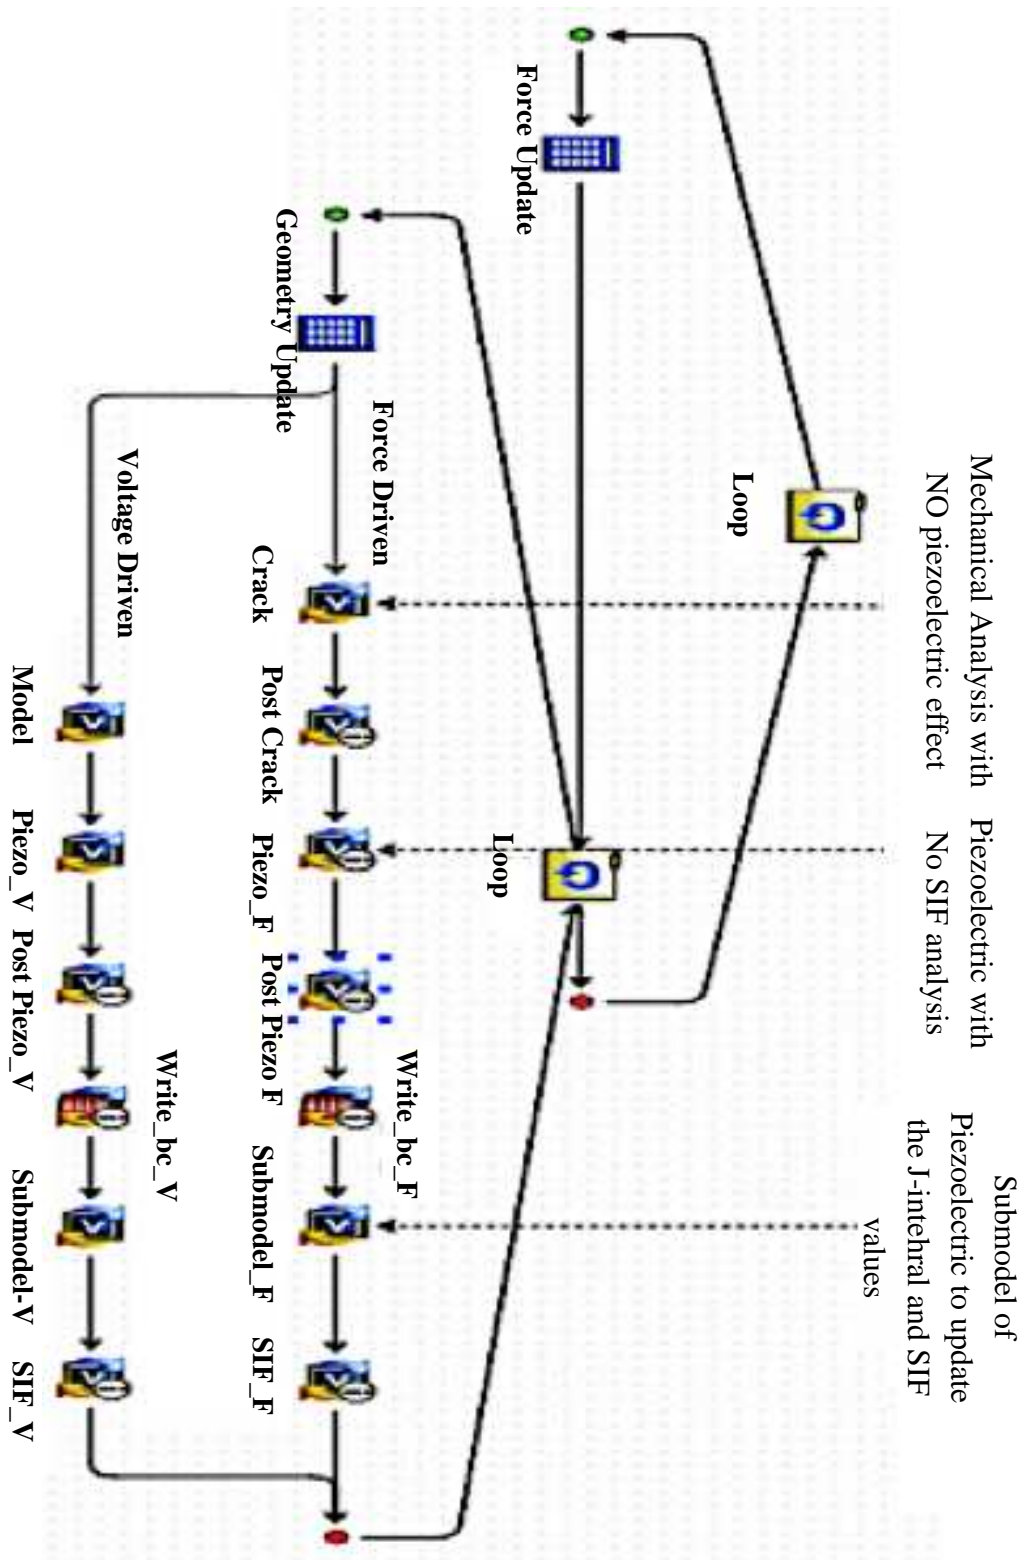 Mechanical Analysis with
NO piezoelectric effect
Piezoelectric with
No SIF analysis
Submodel of
Piezoelectric to update
the J-intehral and SIF
values
Loop
Force Update
Loop
Geometry Update
Force Driven
Crack
Post Crack
Piezo_F
Post Piezo F
Write_bc_F
Submodel_F
SIF_F
Voltage Driven
Model
Piezo_V
Post Piezo_V
Write_bc_V
Submodel-V
SIF_V